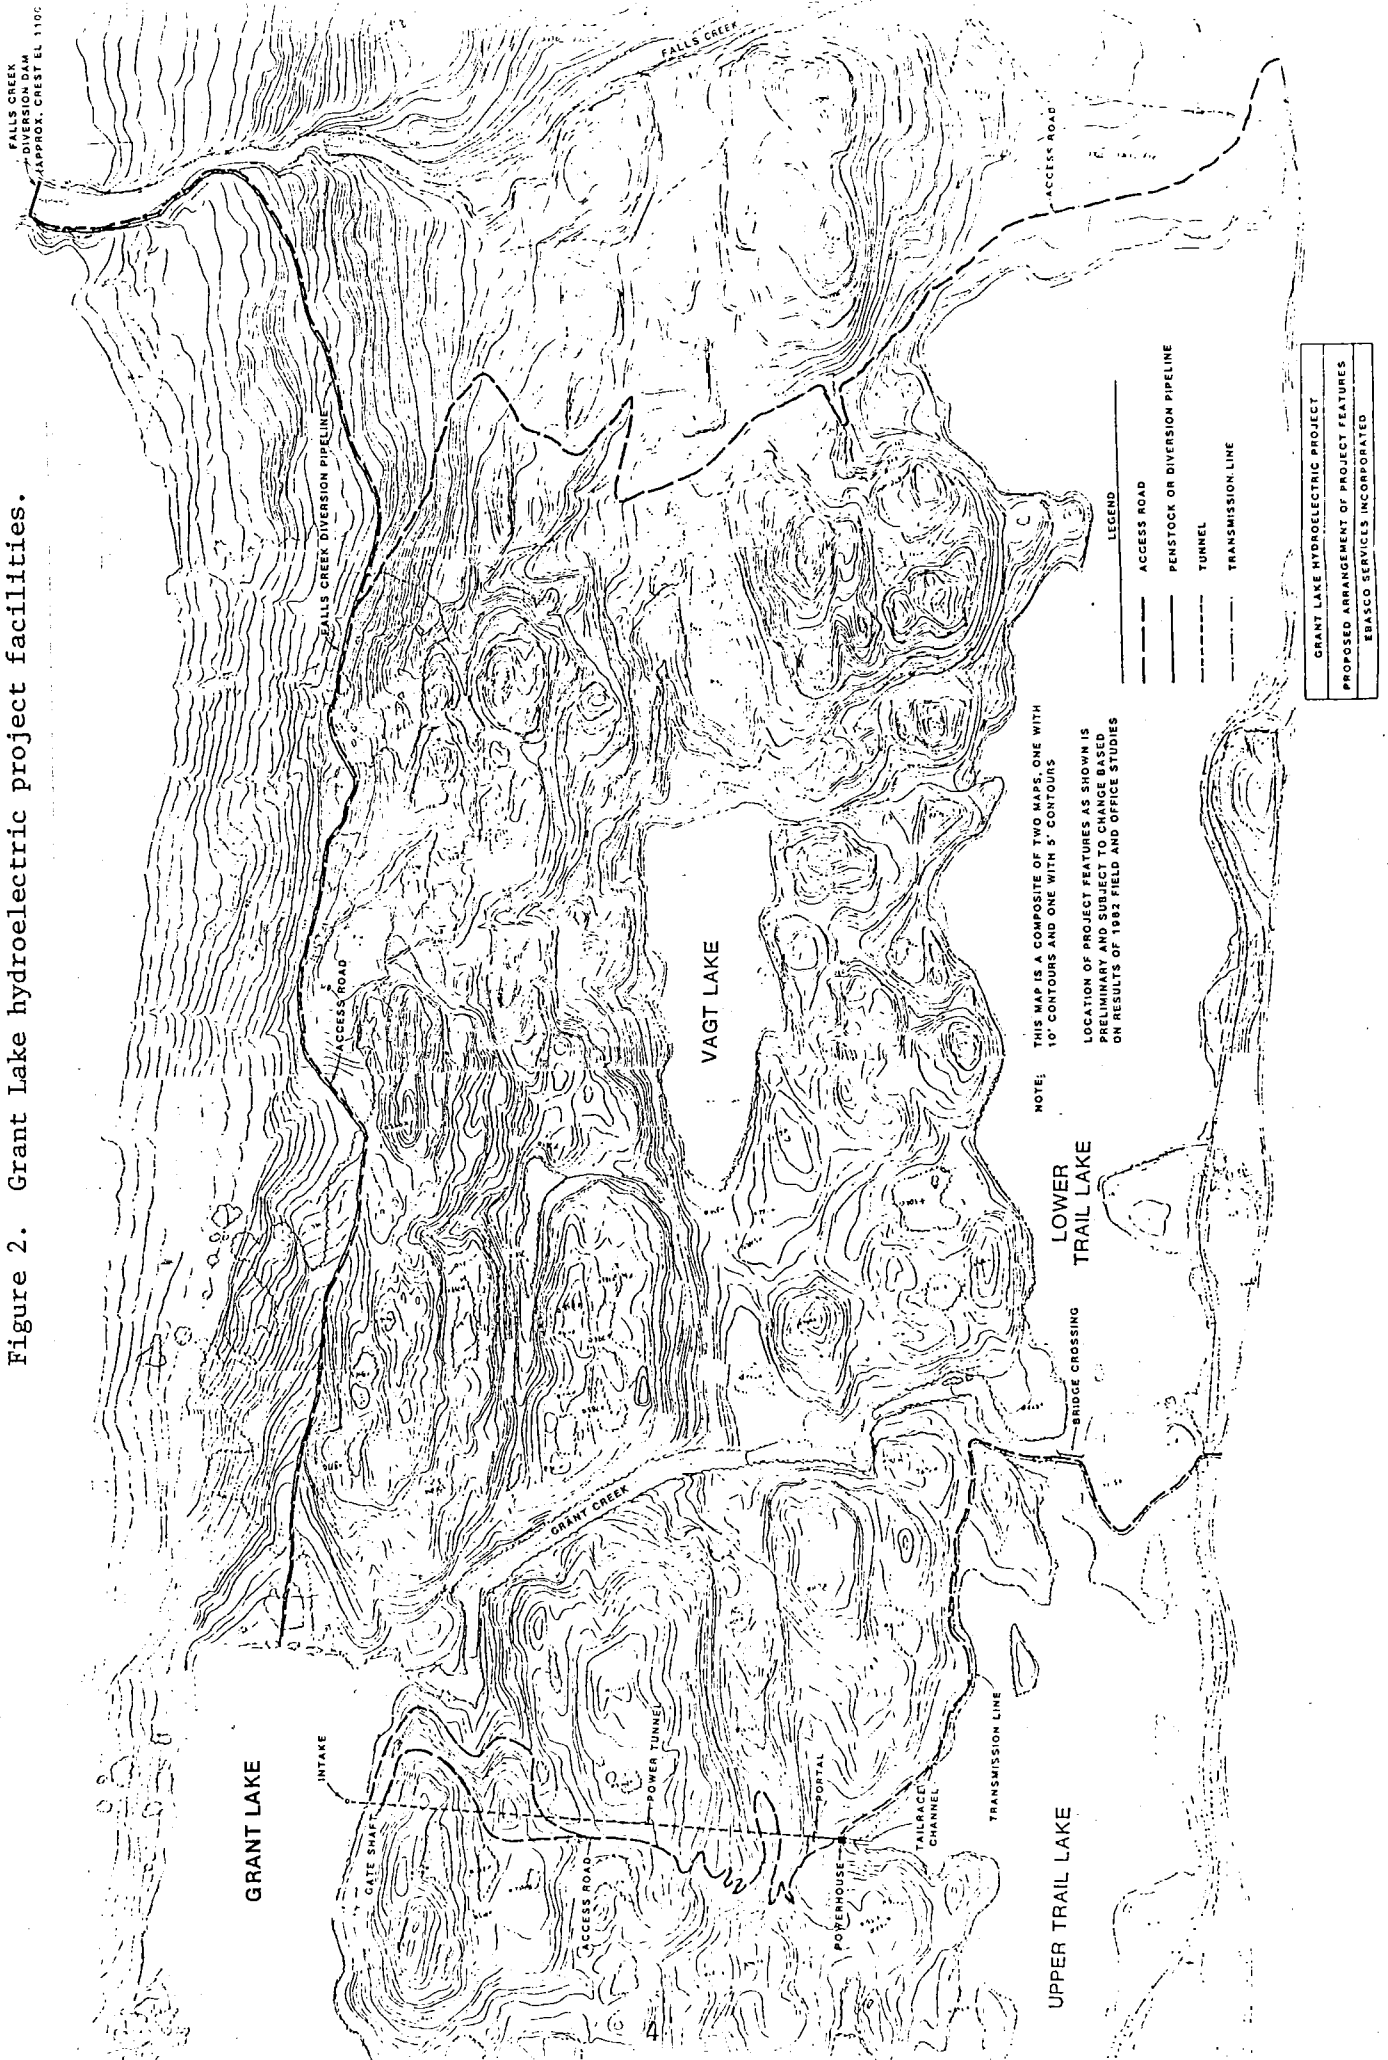 Figure 2. Grant Lake hydroelectric project facilities.
FALLS CREEK
DIVERSION DAM
APPROX. CREST EL 1100
FALLS CREEK
ACCESS ROAD
FALLS CREEK DIVERSION PIPELINE
ACCESS ROAD
VAGT LAKE
GRANT CREEK
GRANT LAKE
INTAKE
GATE SHAFT
POWER TUNNEL
ACCESS ROAD
PORTAL
POWERHOUSE
TAILRACE
CHANNEL
TRANSMISSION LINE
UPPER TRAIL LAKE
LOWER
TRAIL LAKE
BRIDGE CROSSING
NOTE: THIS MAP IS A COMPOSITE OF TWO MAPS, ONE WITH
10' CONTOURS AND ONE WITH 5' CONTOURS
LOCATION OF PROJECT FEATURES AS SHOWN IS
PRELIMINARY AND SUBJECT TO CHANGE BASED
ON RESULTS OF 1982 FIELD AND OFFICE STUDIES
LEGEND
ACCESS ROAD
PENSTOCK OR DIVERSION PIPELINE
TUNNEL
TRANSMISSION LINE
GRANT LAKE HYDROELECTRIC PROJECT
PROPOSED ARRANGEMENT OF PROJECT FEATURES
EBASCO SERVICES INCORPORATED
4